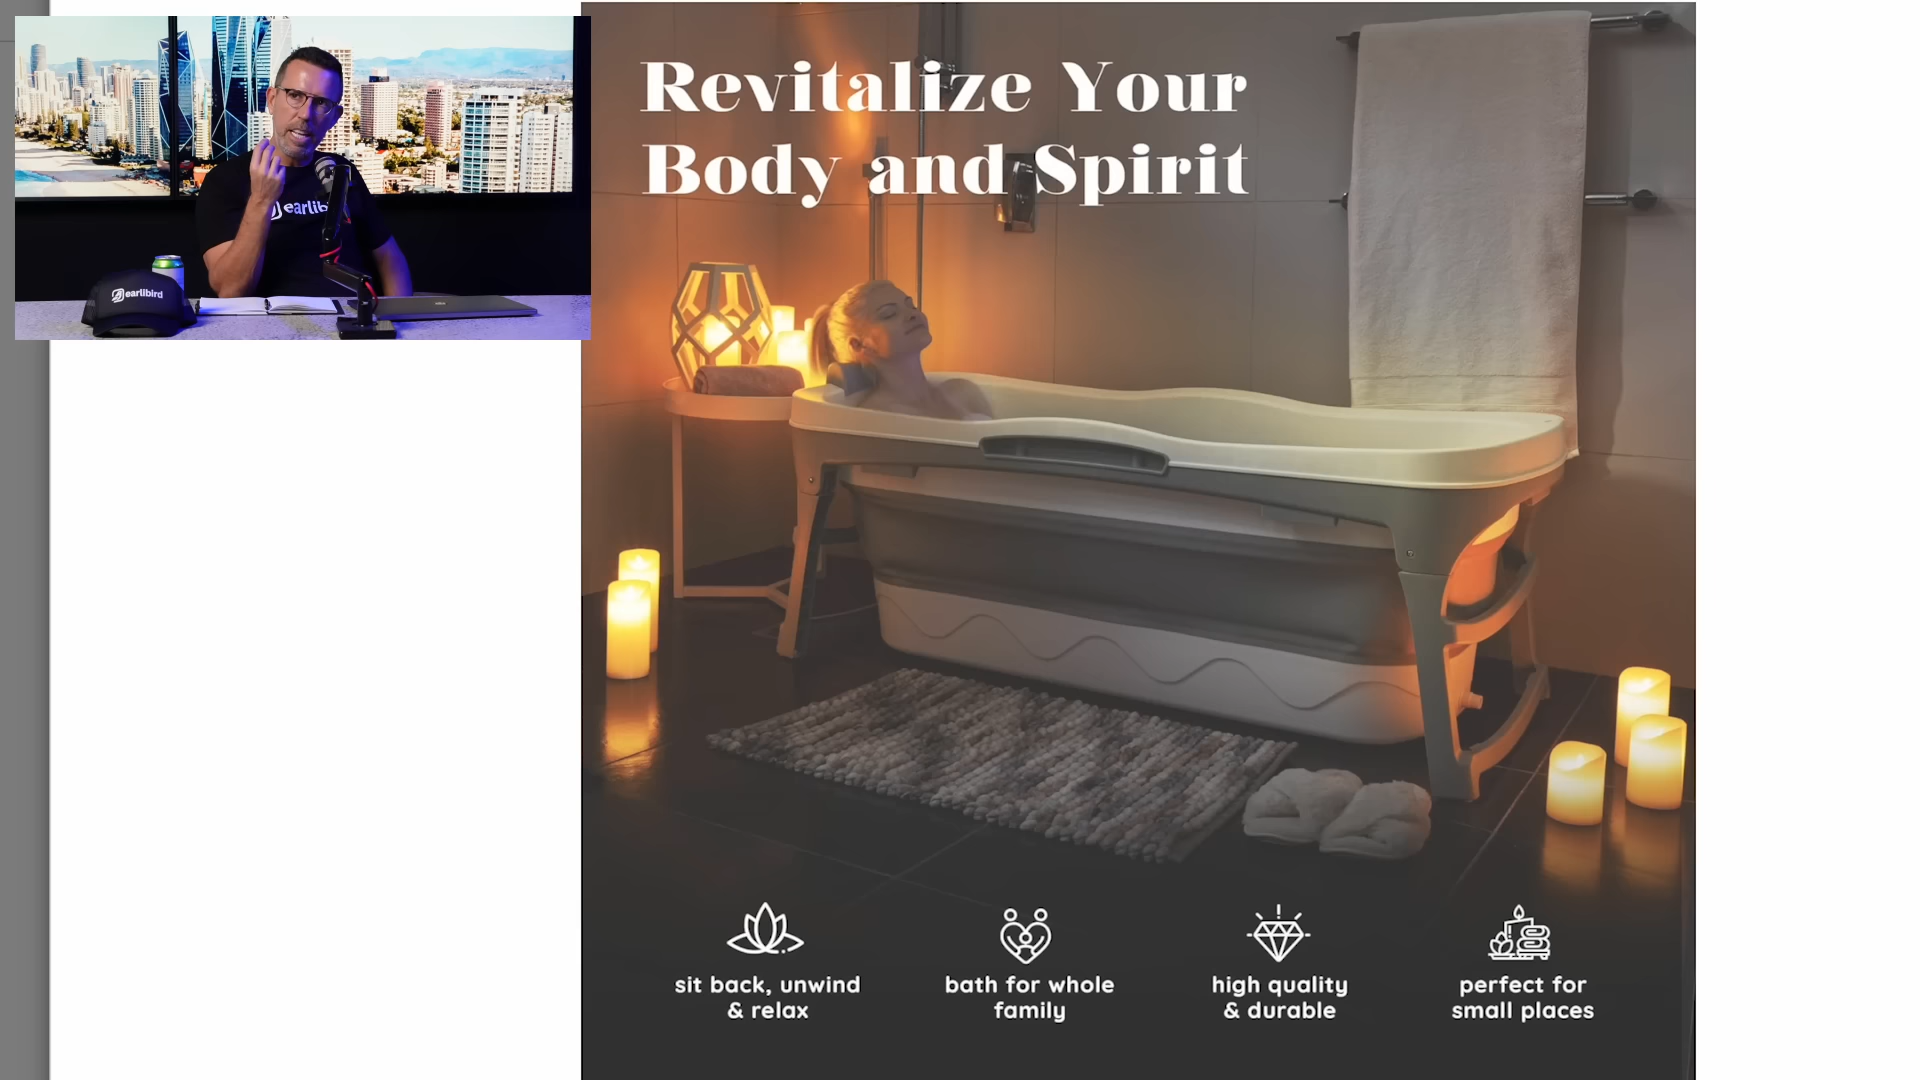 earlib
earlibird
Revitalize Your
Body and Spirit
sit back, unwind
& relax
bath for whole
family
high quality
& durable
perfect for
small places